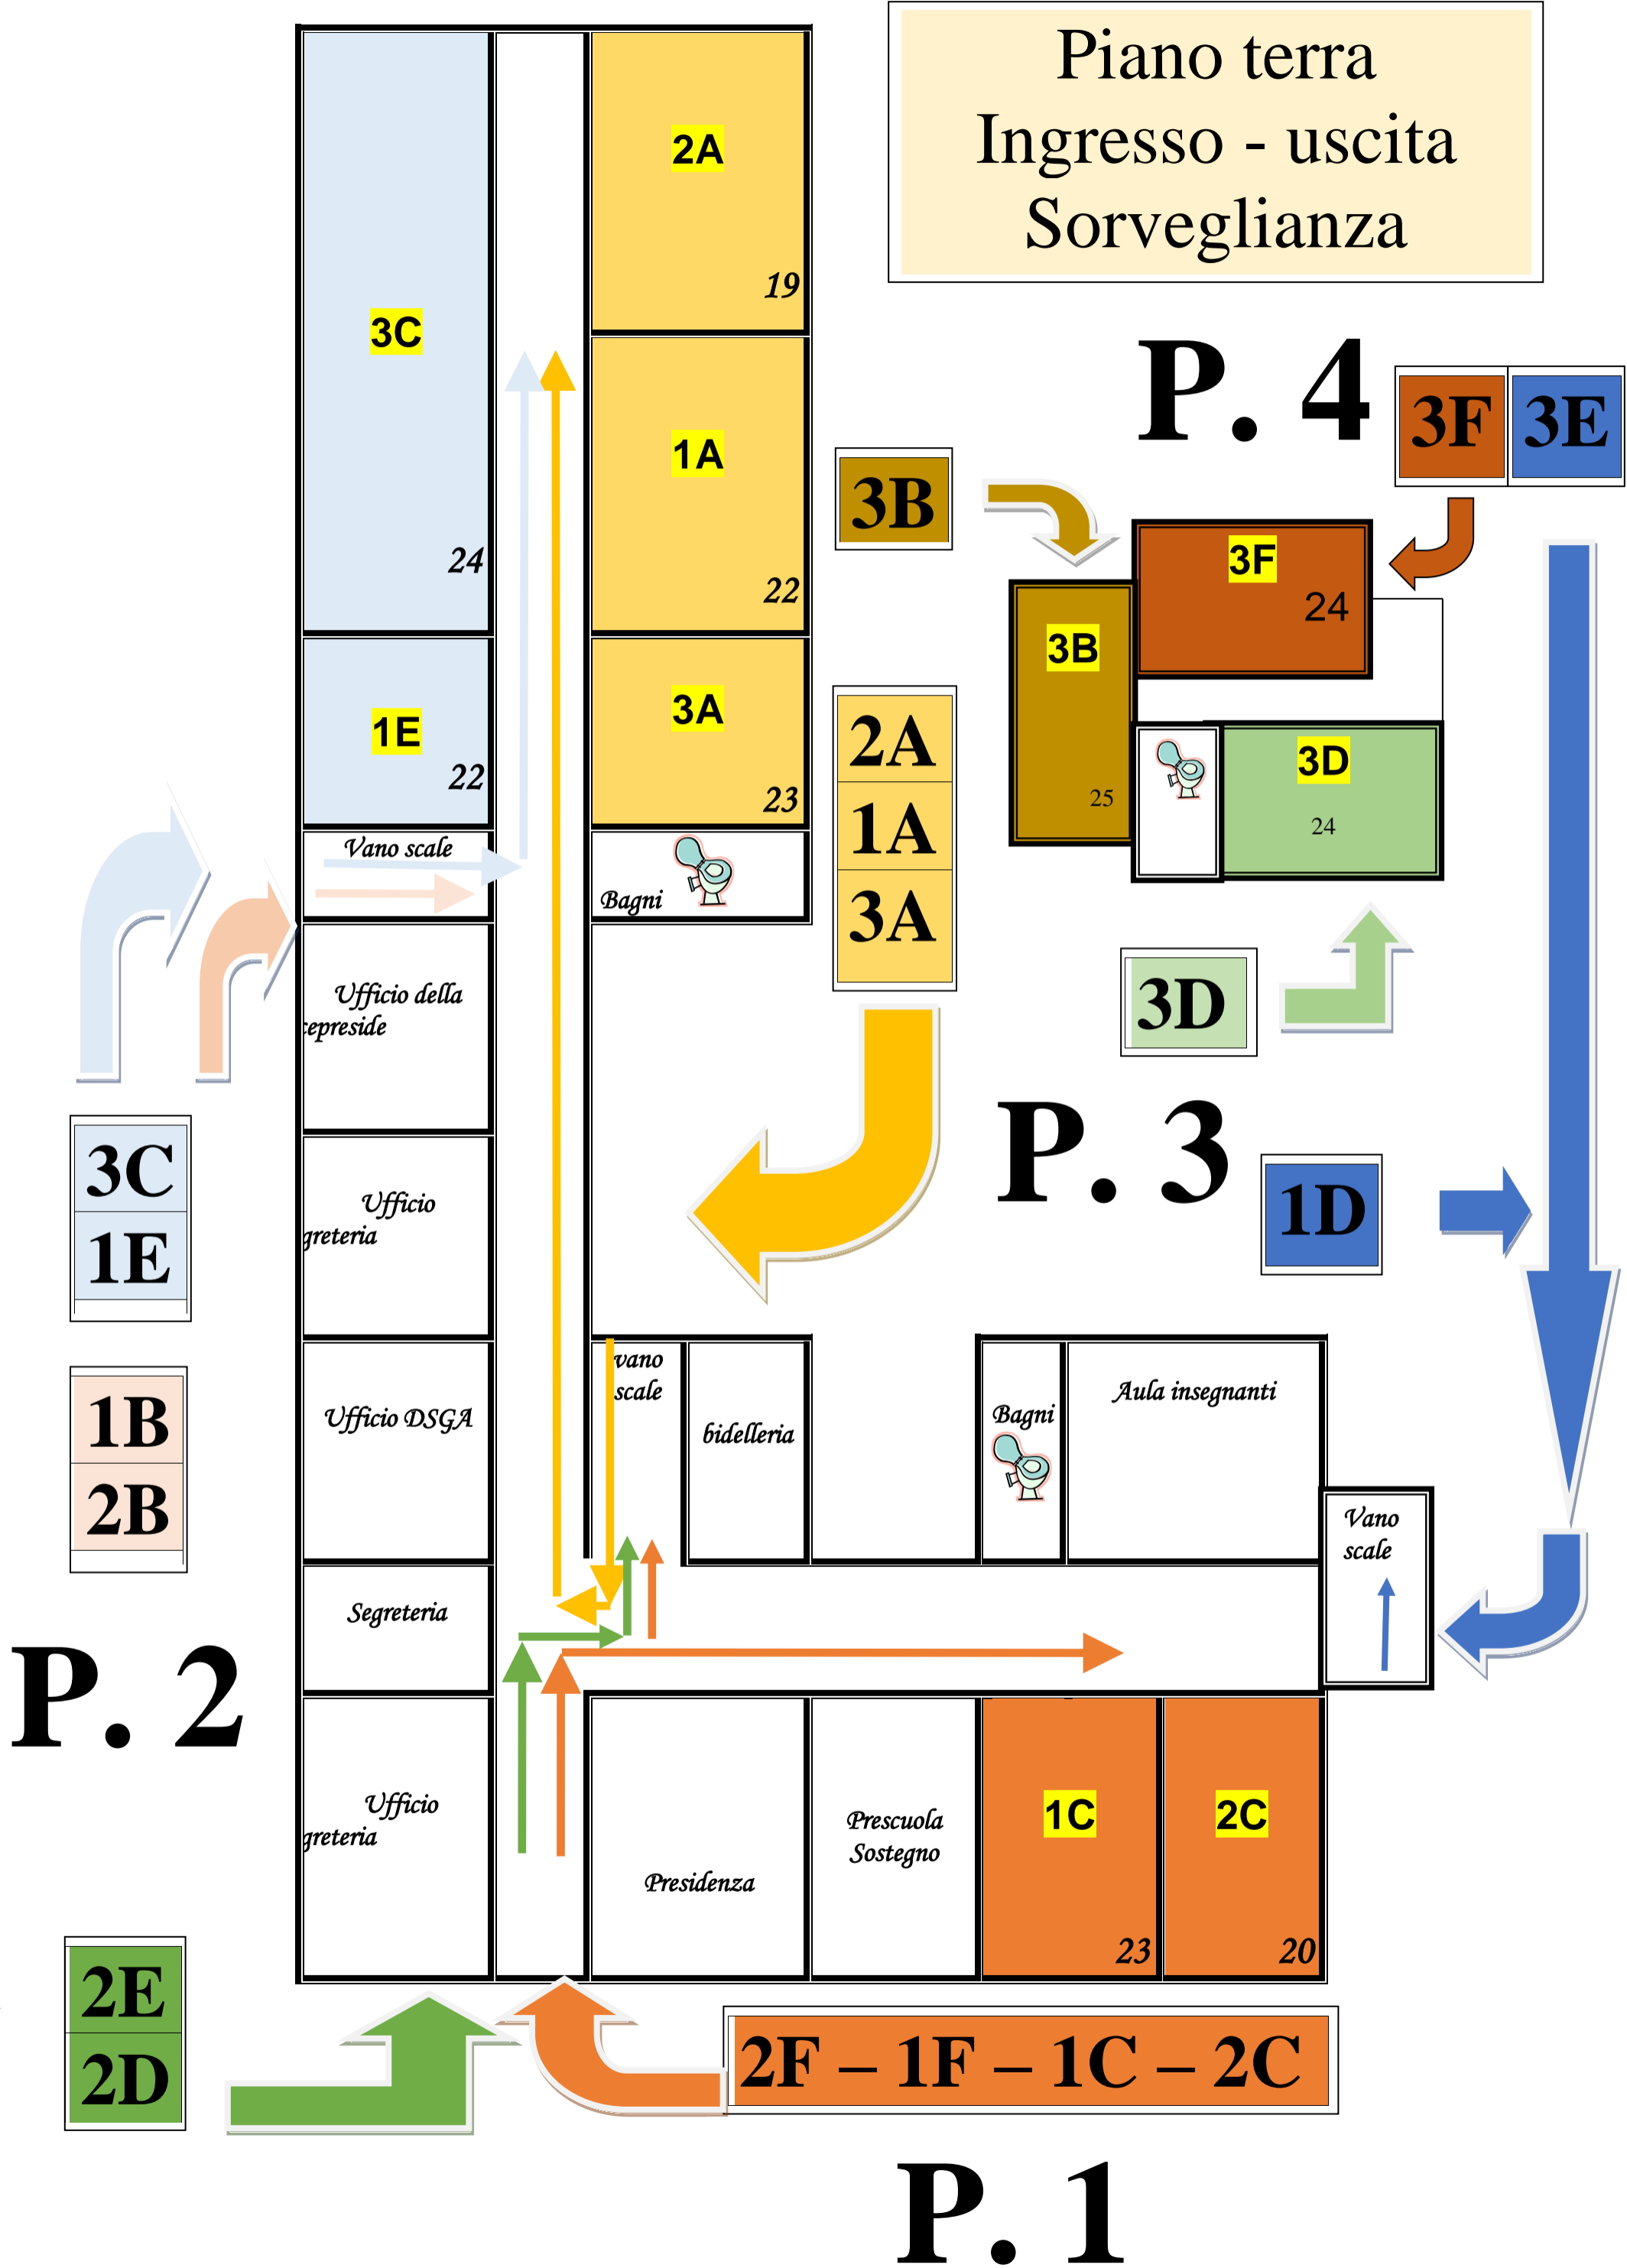 Piano terra
Ingresso - uscita
Sorveglianza
2A
19
3C
24
1A
22
P. 4
3F 3E
3B
3F
24
3B
25
3D
24
1E
22
3A
23
2A
1A
3A
Vano scale
Bagni
3D
Ufficio della
cepreside
P. 3
1D
3C
1E
Ufficio
greteria
1B
2B
Ufficio DSGA
vano
scale
bidelleria
Bagni
Aula insegnanti
Vano
scale
Segreteria
P. 2
Ufficio
greteria
Presidenza
Prescuola
Sostegno
1C
23
2C
20
2E
2D
2F – 1F – 1C – 2C
P. 1